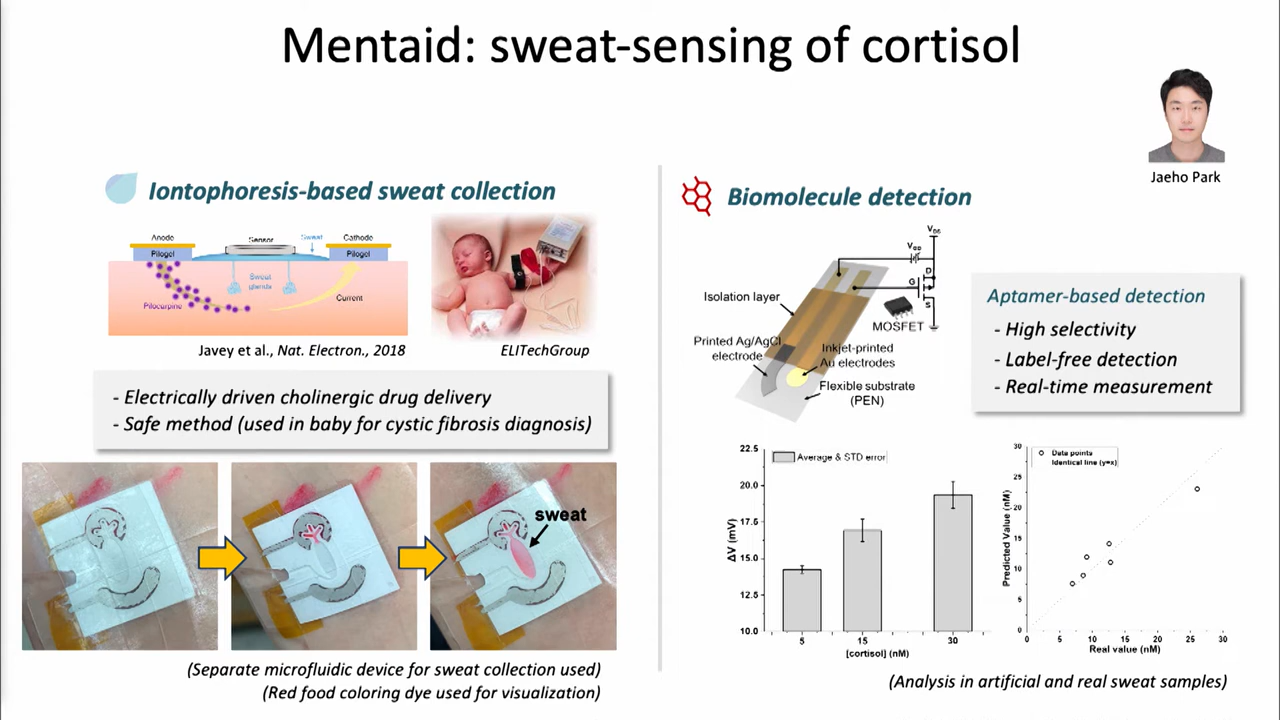 Mentaid: sweat-sensing of cortisol
Jaeho Park
Iontophoresis-based sweat collection
Anode
Sensor
Sweat
Cathode
Pilogel
Pilogel
Sweat
glands
Pilocarpine
Current
Javey et al., Nat. Electron., 2018
ELITechGroup
- Electrically driven cholinergic drug delivery
- Safe method (used in baby for cystic fibrosis diagnosis)
sweat
(Separate microfluidic device for sweat collection used)
(Red food coloring dye used for visualization)
Biomolecule detection
VDS
VGG
D
G
S
Isolation layer
MOSFET
Printed Ag/AgCl
electrode
Inkjet-printed
Au electrodes
Flexible substrate
(PEN)
Aptamer-based detection
- High selectivity
- Label-free detection
- Real-time measurement
22.5
20.0
17.5
15.0
12.5
10.0
ΔV (mV)
Average & STD error
5
15
30
[cortisol] (nM)
30
25
20
15
10
5
0
Predicted Value (nM)
Data points
Identical line (y=x)
0
5
10
15
20
25
30
Real value (nM)
(Analysis in artificial and real sweat samples)